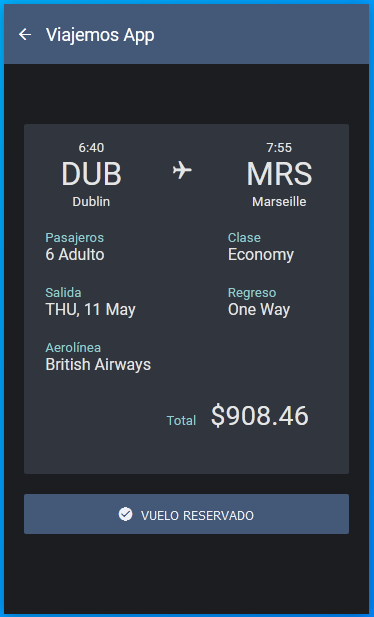 Viajemos App
6:40 7:55
DUB MRS
Dublin Marseille
Pasajeros Clase
6 Adulto Economy
Salida Regreso
THU, 11 May One Way
Aerolínea
British Airways
Total $908.46
VUELO RESERVADO